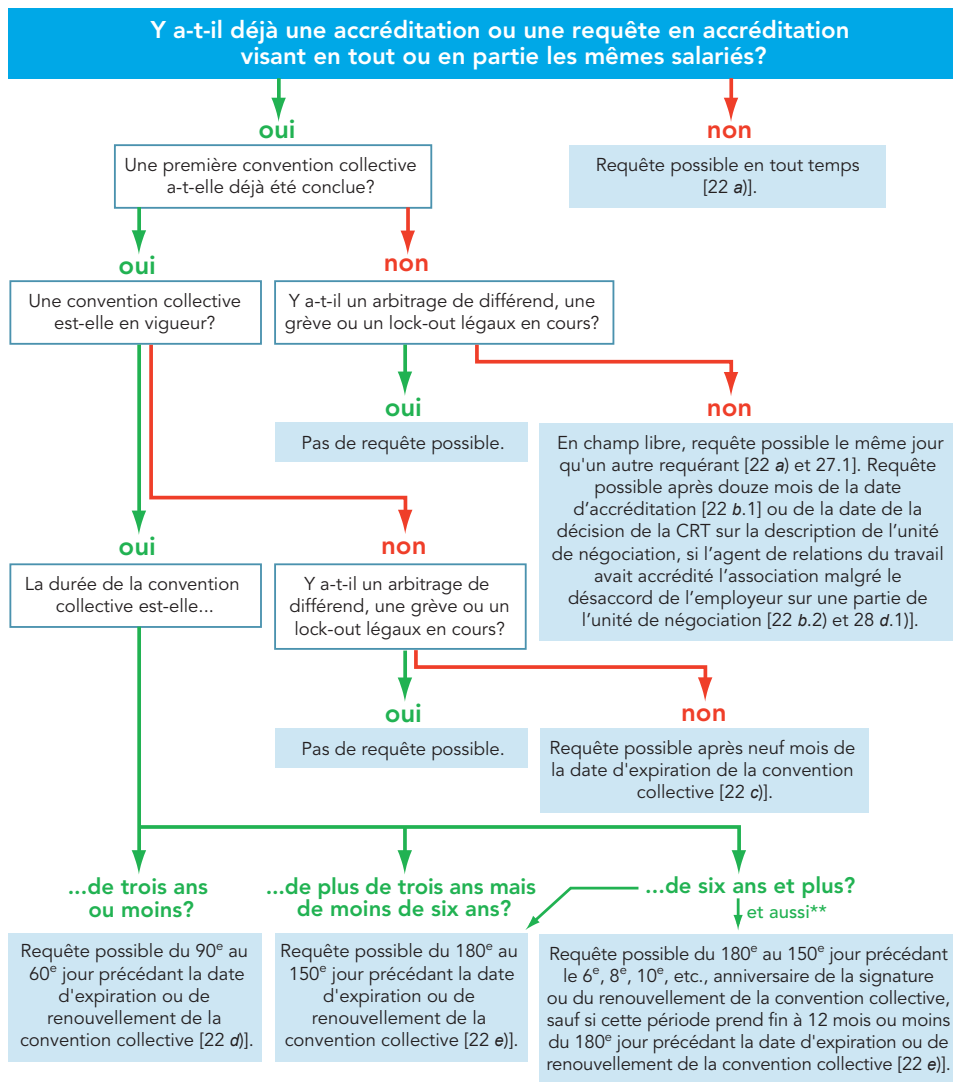 Y a-t-il déjà une accréditation ou une requête en accréditation
visant en tout ou en partie les mêmes salariés?
oui
non
Une première convention collective
a-t-elle déjà été conclue?
Requête possible en tout temps
[22 a)].
oui
non
Une convention collective
est-elle en vigueur?
Y a-t-il un arbitrage de différend, une
grève ou un lock-out légaux en cours?
oui
Pas de requête possible.
non
En champ libre, requête possible le même jour
qu'un autre requérant [22 a) et 27.1]. Requête
possible après douze mois de la date
d'accréditation [22 b.1] ou de la date de la
décision de la CRT sur la description de l'unité
de négociation, si l'agent de relations du travail
avait accrédité l'association malgré le
désaccord de l'employeur sur une partie de
l'unité de négociation [22 b.2) et 28 d.1)].
oui
La durée de la convention
collective est-elle...
non
Y a-t-il un arbitrage de
différend, une grève ou un
lock-out légaux en cours?
oui
Pas de requête possible.
non
Requête possible après neuf mois de
la date d'expiration de la convention
collective [22 c)].
...de trois ans
ou moins?
Requête possible du 90e au
60e jour précédant la date
d'expiration ou de
renouvellement de la
convention collective [22 d)].
...de plus de trois ans mais
de moins de six ans?
Requête possible du 180e au
150e jour précédant la date
d'expiration ou de
renouvellement de la
convention collective [22 e)].
...de six ans et plus?
et aussi**
Requête possible du 180e au 150e jour précédant
le 6e, 8e, 10e, etc., anniversaire de la signature
ou du renouvellement de la convention collective,
sauf si cette période prend fin à 12 mois ou moins
du 180e jour précédant la date d'expiration ou de
renouvellement de la convention collective [22 e)].